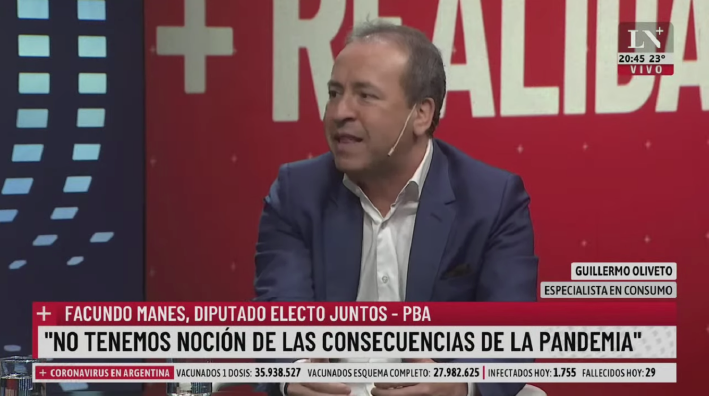 + REALIDA
LN+
20:45 23°
VIVO
GUILLERMO OLIVETO
ESPECIALISTA EN CONSUMO
+ FACUNDO MANES, DIPUTADO ELECTO JUNTOS - PBA
"NO TENEMOS NOCIÓN DE LAS CONSECUENCIAS DE LA PANDEMIA"
+ CORONAVIRUS EN ARGENTINA VACUNADOS 1 DOSIS: 35.938.527 VACUNADOS ESQUEMA COMPLETO: 27.982.625 INFECTADOS HOY: 1.755 FALLECIDOS HOY: 29